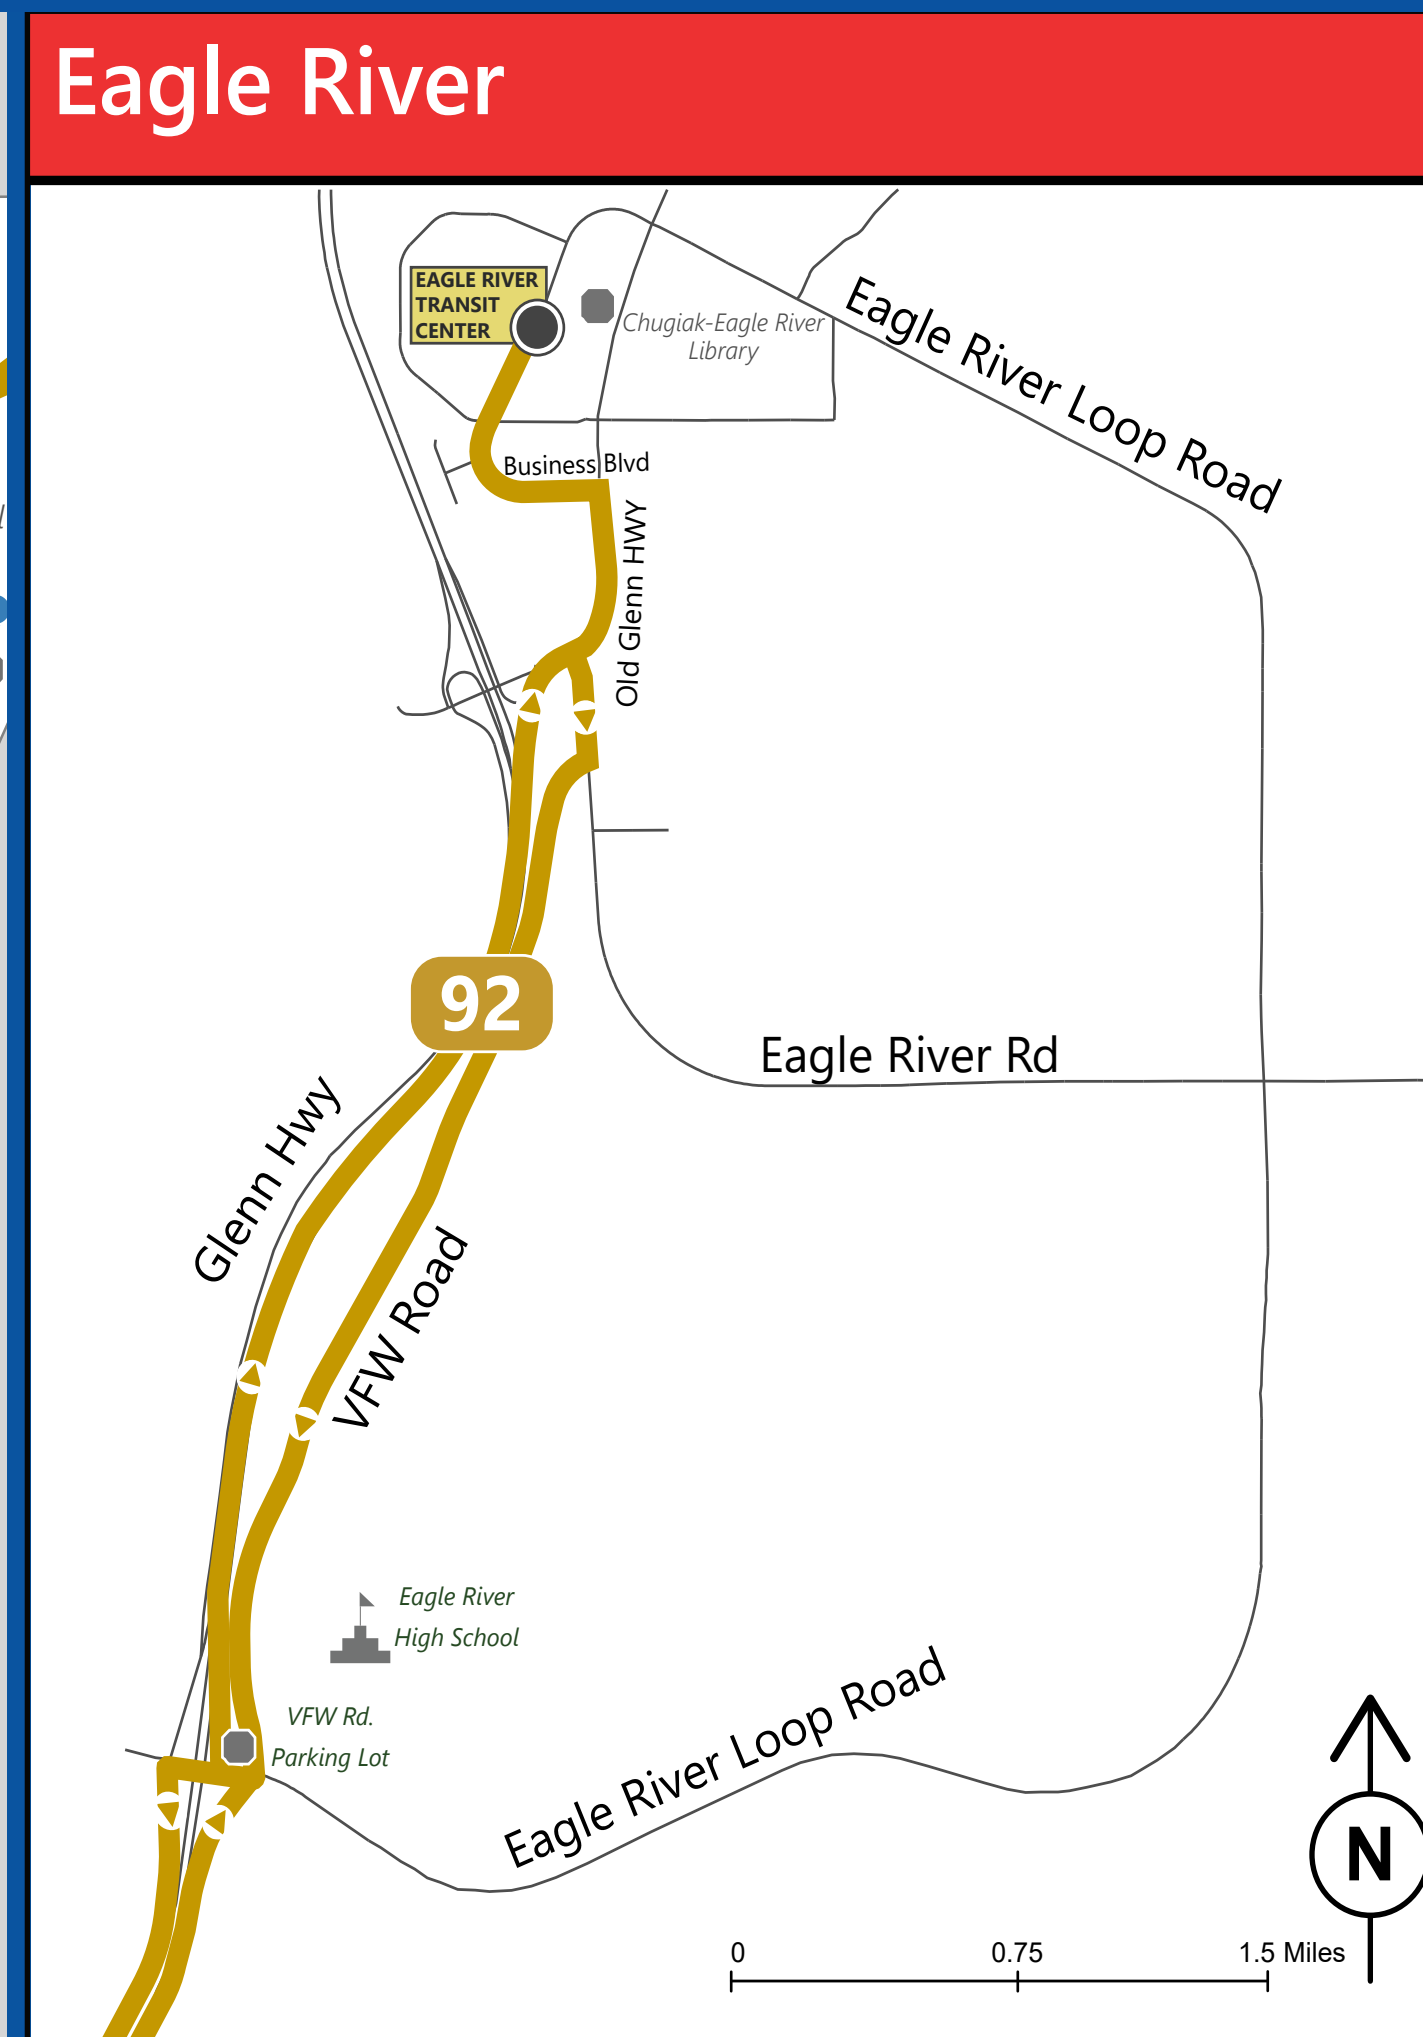 Eagle River
EAGLE RIVER
TRANSIT
CENTER
Chugiak-Eagle River
Library
Eagle River Loop Road
Business Blvd
Old Glenn HWY
92
Eagle River Rd
Glenn Hwy
VFW Road
Eagle River
High School
VFW Rd.
Parking Lot
Eagle River Loop Road
N
0 0.75 1.5 Miles